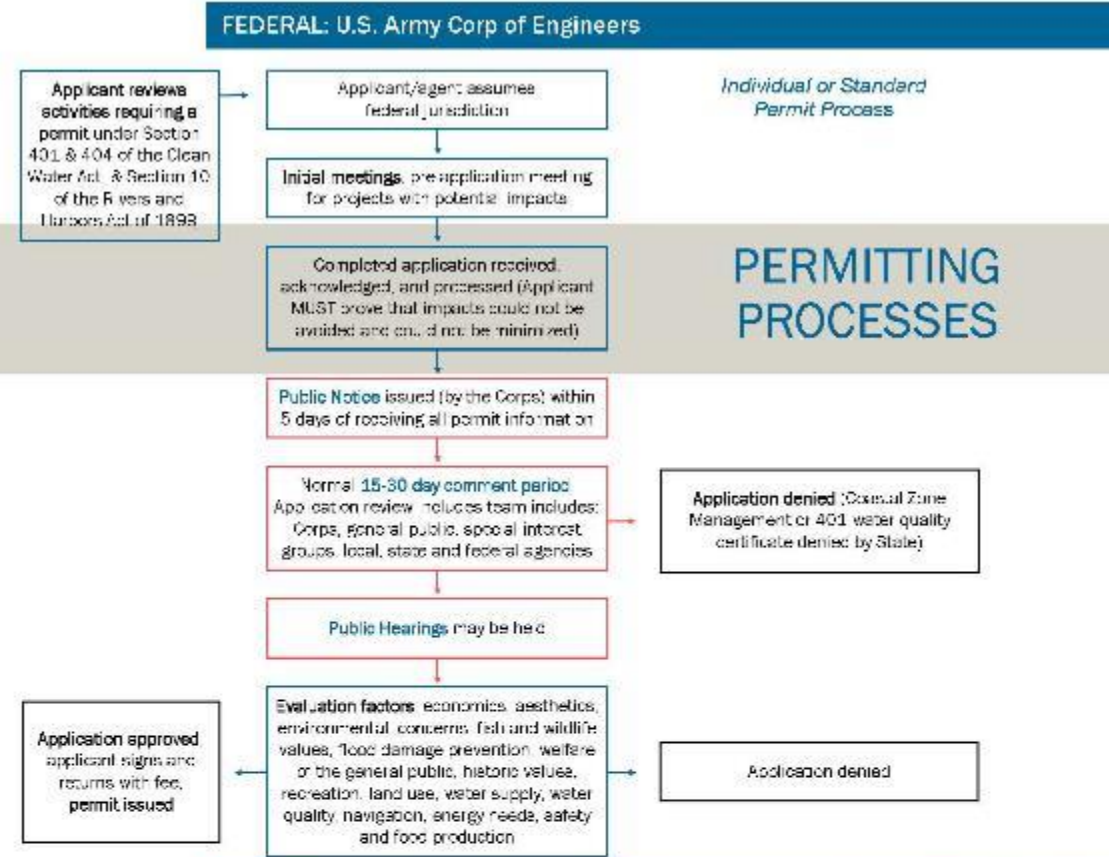 FEDERAL: U.S. Army Corp of Engineers
Applicant reviews
activities requiring a
permit under Section
401 & 404 of the Clean
Water Act, & Section 10
of the Rivers and
Harbors Act of 1899
Applicant/agent assumes
federal jurisdiction
Individual or Standard
Permit Process
Initial meetings, pre application meeting
for projects with potential impacts
PERMITTING
PROCESSES
Completed application received,
acknowledged, and processed (Applicant
MUST prove that impacts could not be
avoided and could not be minimized)
Public Notice issued (by the Corps) within
5 days of receiving all permit information
Normal 15-30 day comment period
Application review includes team includes:
Corps, general public, special interest
groups, local, state and federal agencies
Application denied (Coastal Zone
Management or 401 water quality
certificate denied by State)
Public Hearings may be held
Evaluation factors: economics, aesthetics,
environmental concerns, fish and wildlife
values, flood damage prevention, welfare
of the general public, historic values,
recreation, land use, water supply, water
quality, navigation, energy needs, safety
and food production
Application approved
applicant signs and
returns with fee,
permit issued
Application denied